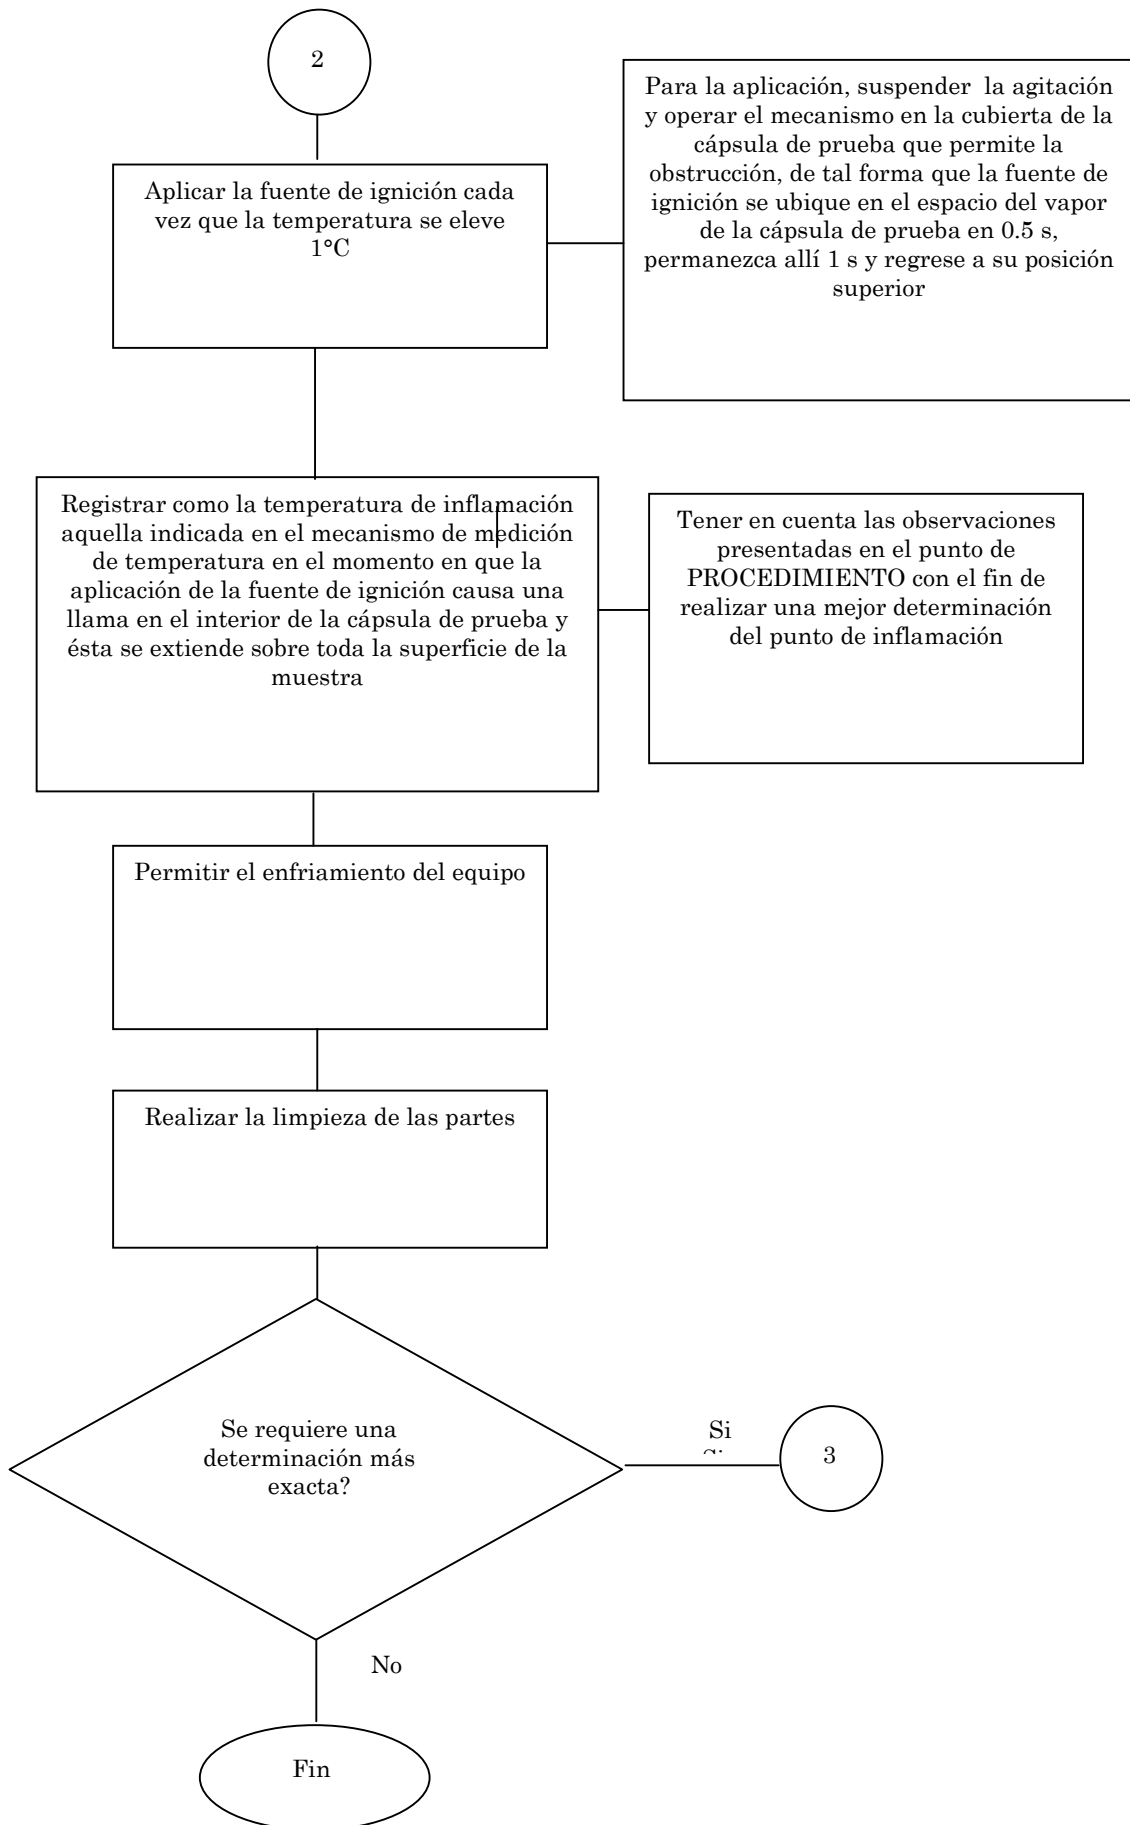 2
Aplicar la fuente de ignición cada
vez que la temperatura se eleve
1°C
Para la aplicación, suspender la agitación
y operar el mecanismo en la cubierta de la
cápsula de prueba que permite la
obstrucción, de tal forma que la fuente de
ignición se ubique en el espacio del vapor
de la cápsula de prueba en 0.5 s,
permanezca allí 1 s y regrese a su posición
superior
Registrar como la temperatura de inflamación
aquella indicada en el mecanismo de medición
de temperatura en el momento en que la
aplicación de la fuente de ignición causa una
llama en el interior de la cápsula de prueba y
ésta se extiende sobre toda la superficie de la
muestra
Tener en cuenta las observaciones
presentadas en el punto de
PROCEDIMIENTO con el fin de
realizar una mejor determinación
del punto de inflamación
Permitir el enfriamiento del equipo
Realizar la limpieza de las partes
Se requiere una
determinación más
exacta?
Si
3
No
Fin